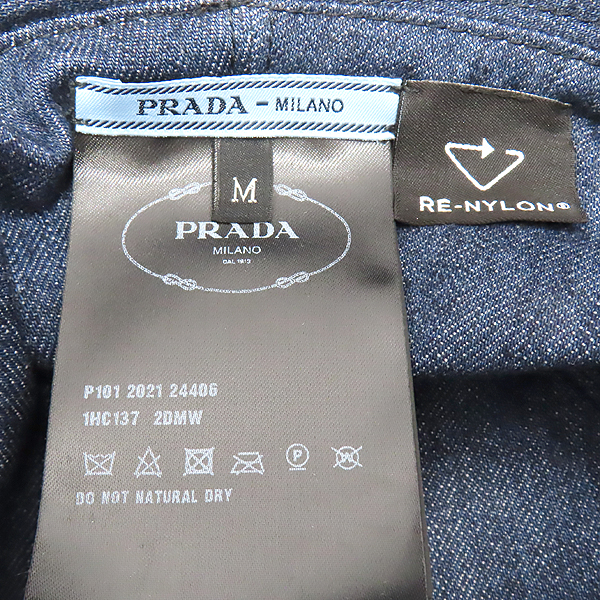 PRADA - MILANO
M
PRADA
MILANO
DAL 1913
RE-NYLON®
P101 2021 24406
1HC137 2DMW
P
W
DO NOT NATURAL DRY